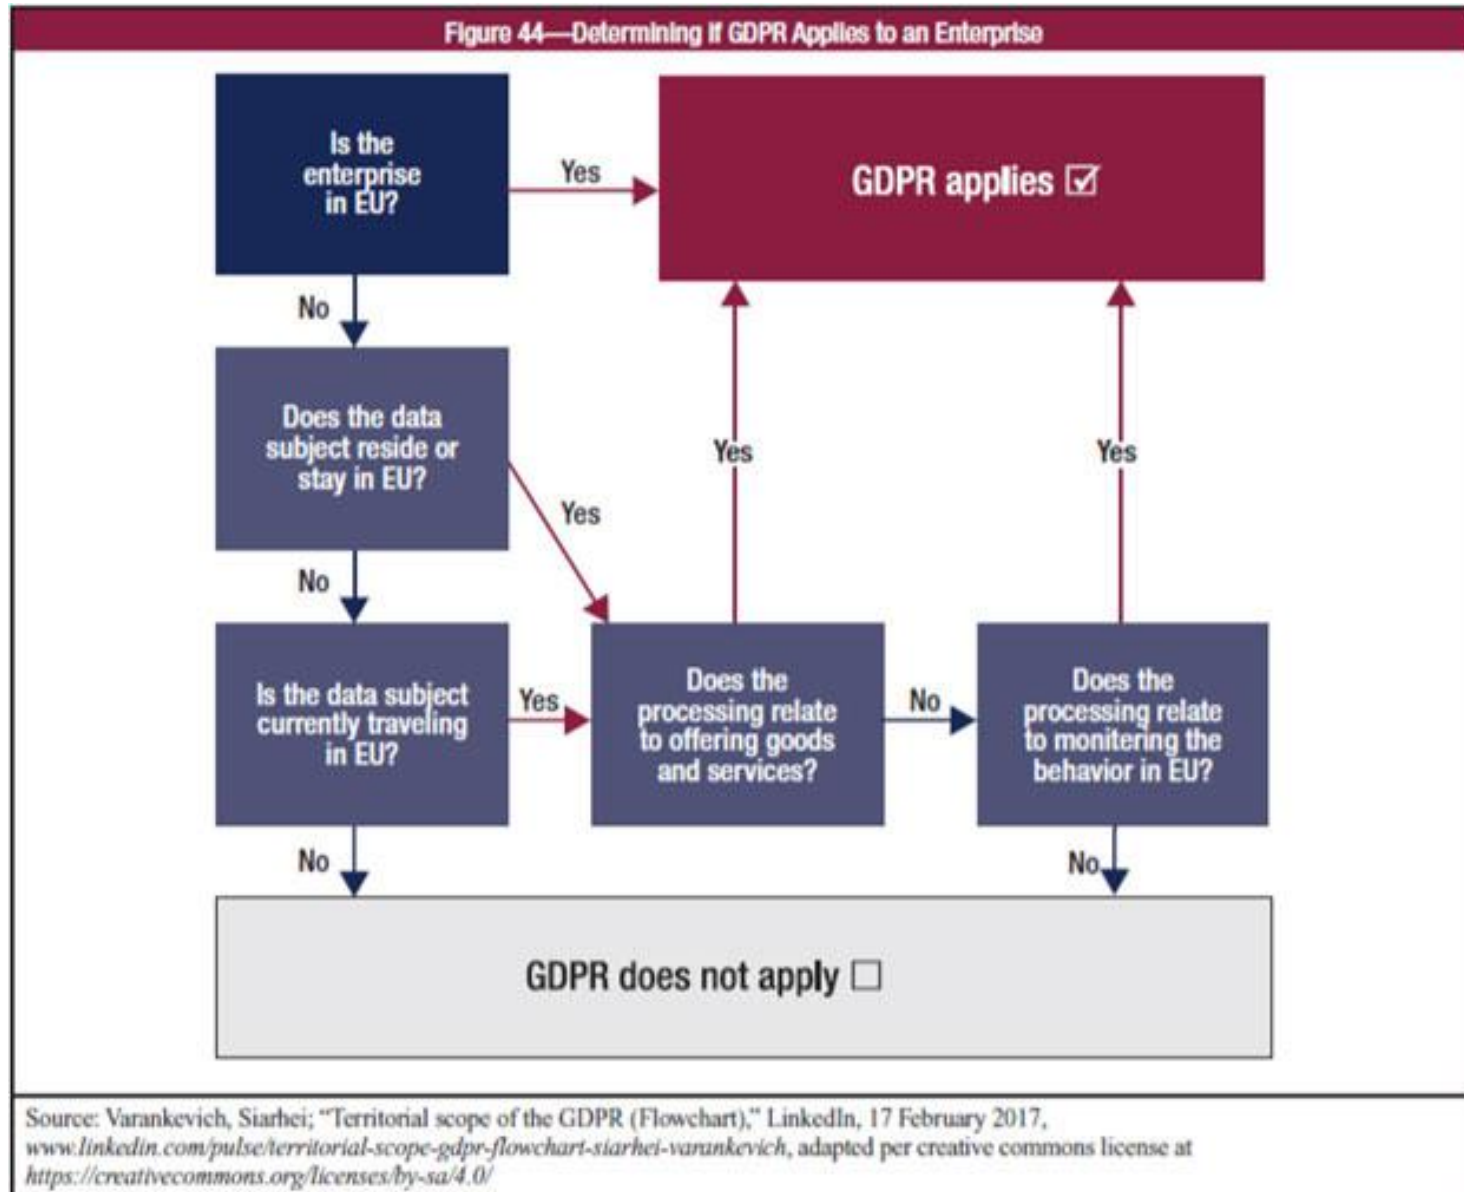 Figure 44—Determining if GDPR Applies to an Enterprise
Is the
enterprise
in EU?
Yes
GDPR applies ☑
No
Does the data
subject reside or
stay in EU?
Yes
Yes
Yes
No
Is the data subject
currently traveling
in EU?
Yes
Does the
processing relate
to offering goods
and services?
No
Does the
processing relate
to monitering the
behavior in EU?
No
No
GDPR does not apply ☐
Source: Varankevich, Siarhei; “Territorial scope of the GDPR (Flowchart),” LinkedIn, 17 February 2017,
www.linkedin.com/pulse/territorial-scope-gdpr-flowchart-siarhei-varankevich, adapted per creative commons license at
https://creativecommons.org/licenses/by-sa/4.0/